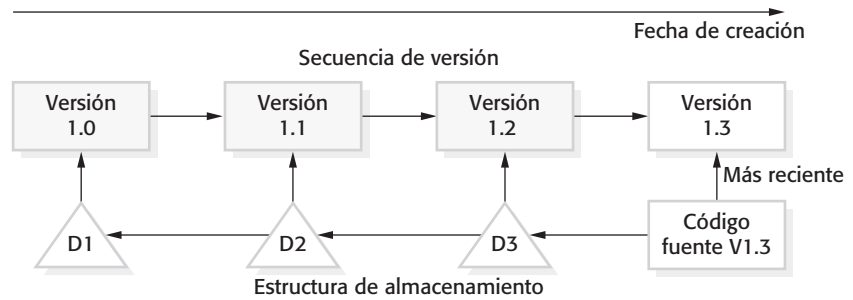 Fecha de creación
Secuencia de versión
Versión
1.0
Versión
1.1
Versión
1.2
Versión
1.3
Más reciente
D1
D2
D3
Código
fuente V1.3
Estructura de almacenamiento